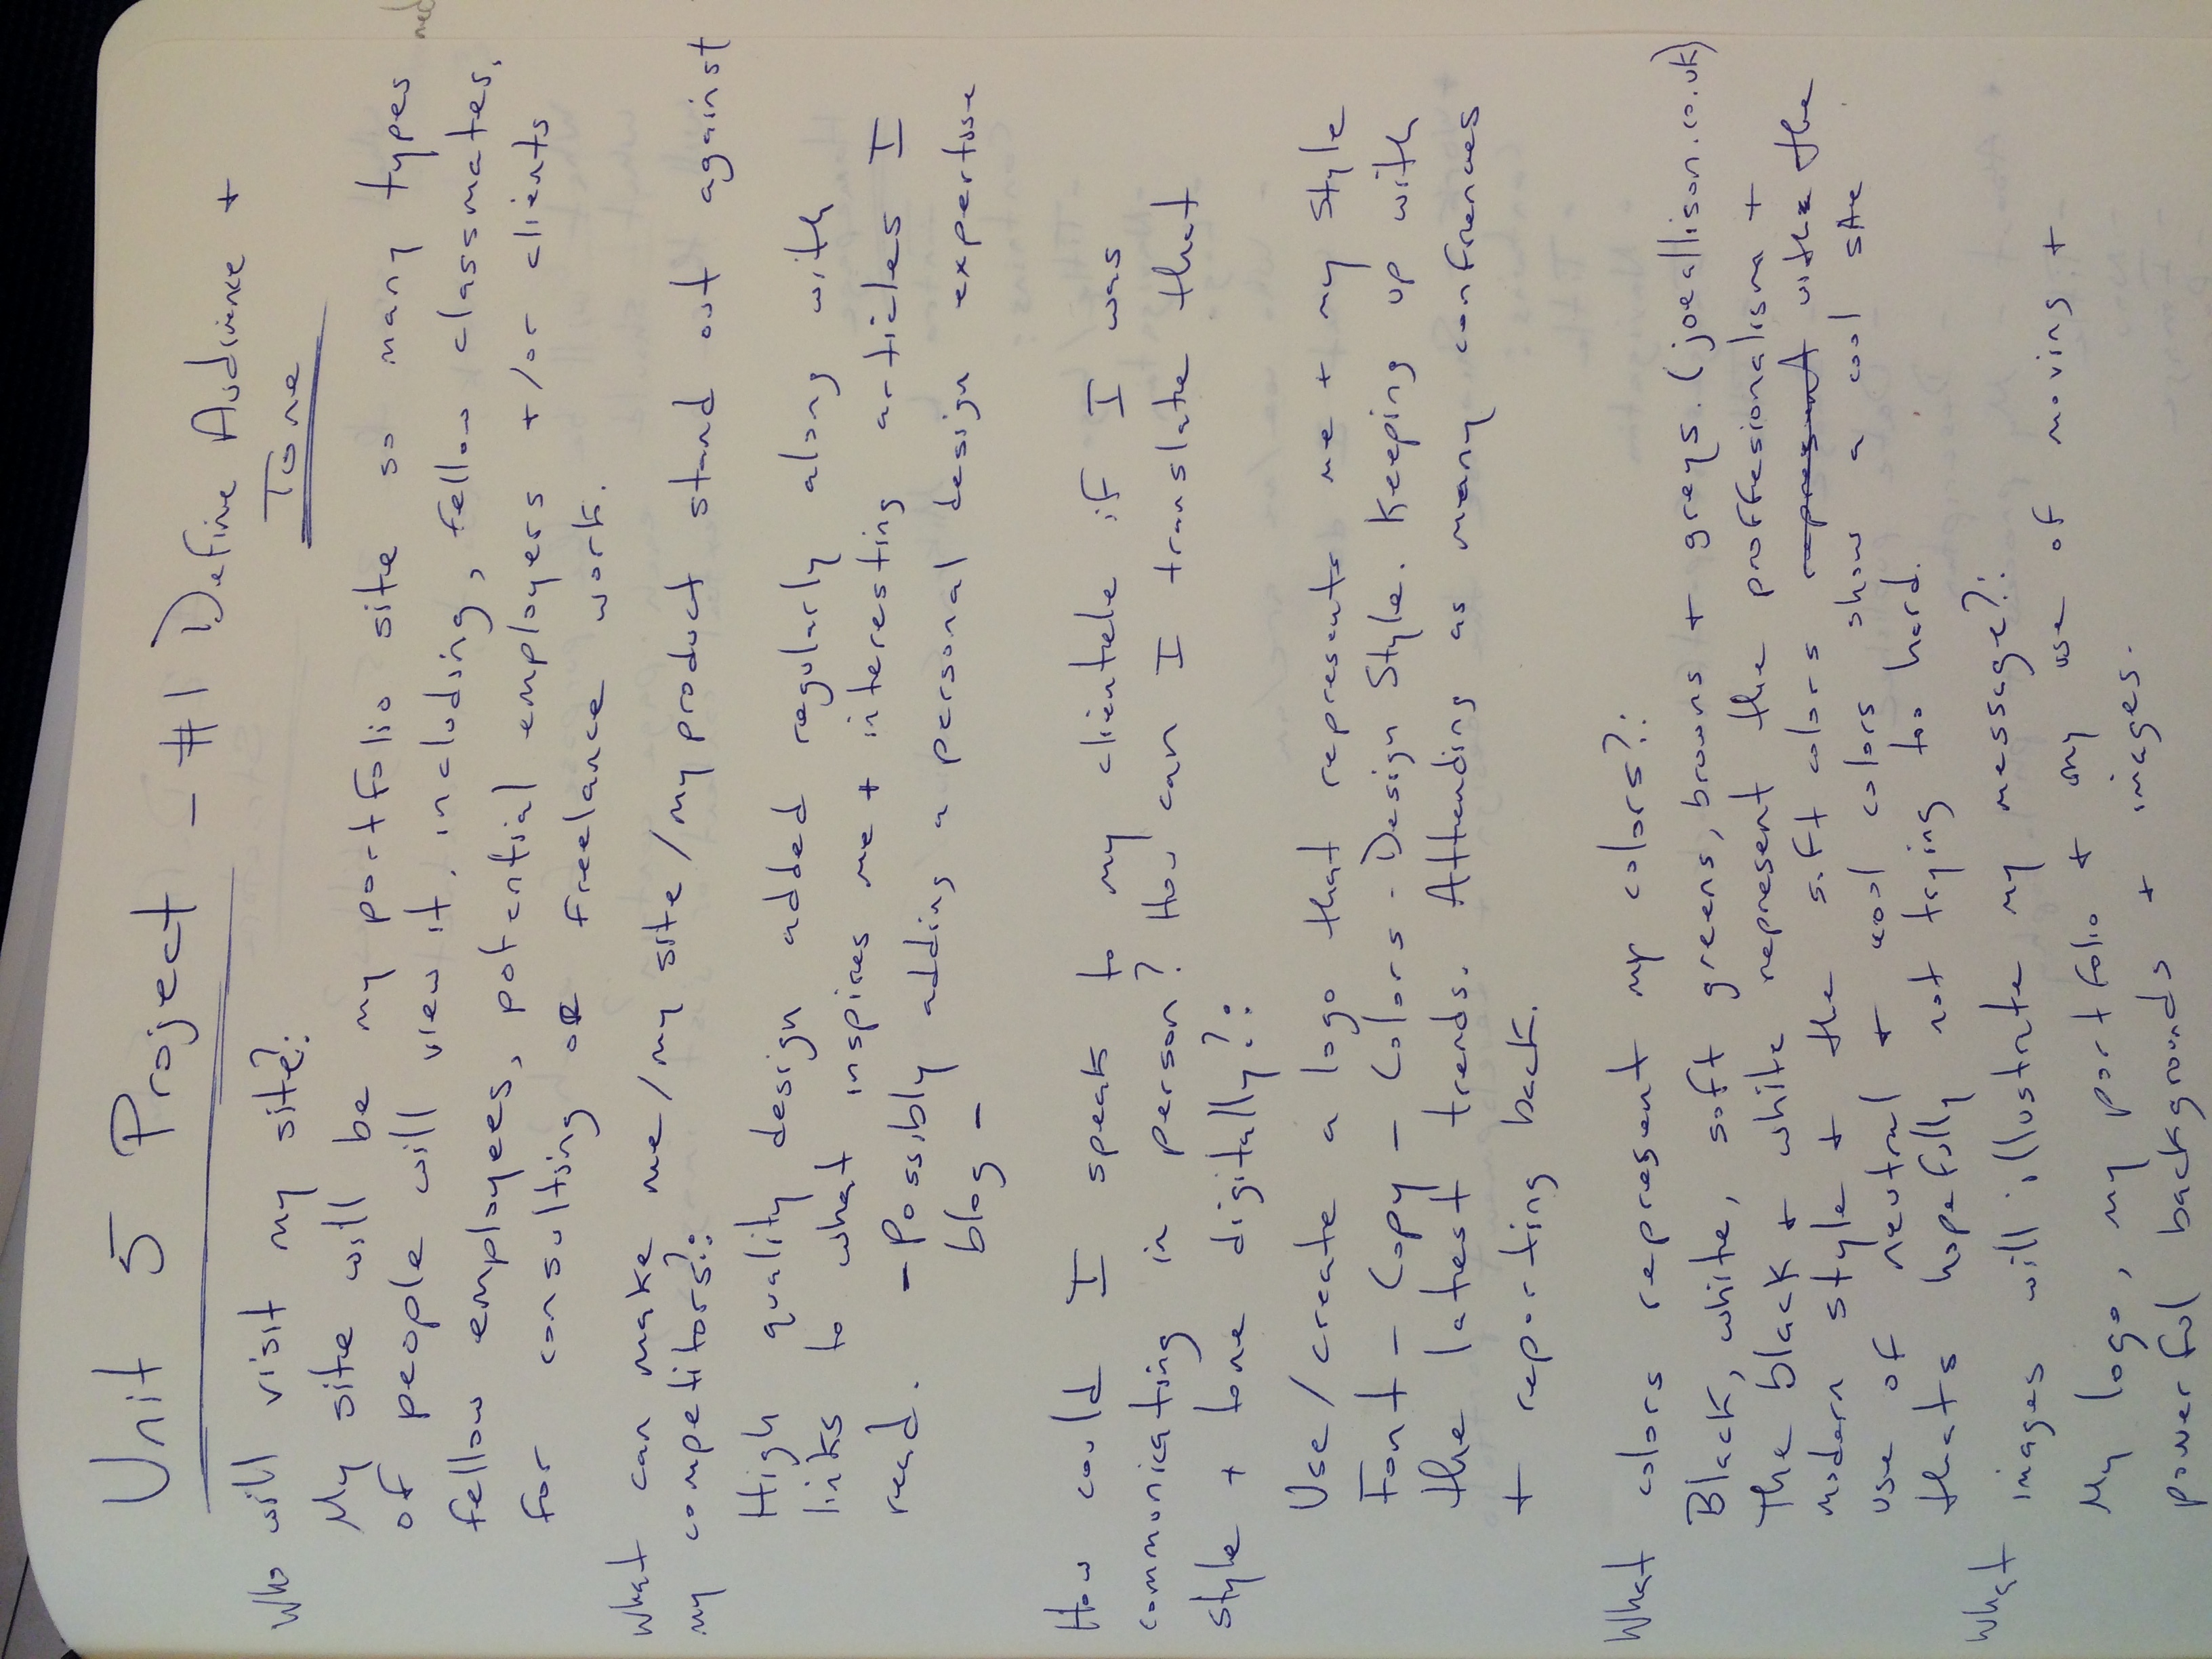 Unit 5 Project - #1 Define Audivence +
Tone
Who will visit my site?:
My site will be my portfolio site so many types
of people will view it, including, fellow classmates,
fellow employees, potential employers +/or clients
for consulting or freelance work.
What can make me/my site/my product stand out against
my competitors?:
High quality design added regularly along with
links to what inspires me + interesting articles I
read. - Possibly adding a personal design expertise
blog -
How could I speak to my clientele if I was
communicating in person? How can I translate that
style + tone digitally?:
Use/create a logo that represents me + my style
Font - Copy - Colors - Design Style. Keeping up with
the latest trends. Attending as many confrences
+ reporting back.
What colors represent my colors?:
Black, white, soft greens, browns + greys. (joeallison.co.uk)
The black + white represent the proffesionalism +
modern style + the soft colors represent with the
use of neutral + cool colors show a cool site
thats hopefully not trying too hard.
What images will illustrate my message?:
My logo, my portfolio + my use of moving +
powerful backgrounds + images.